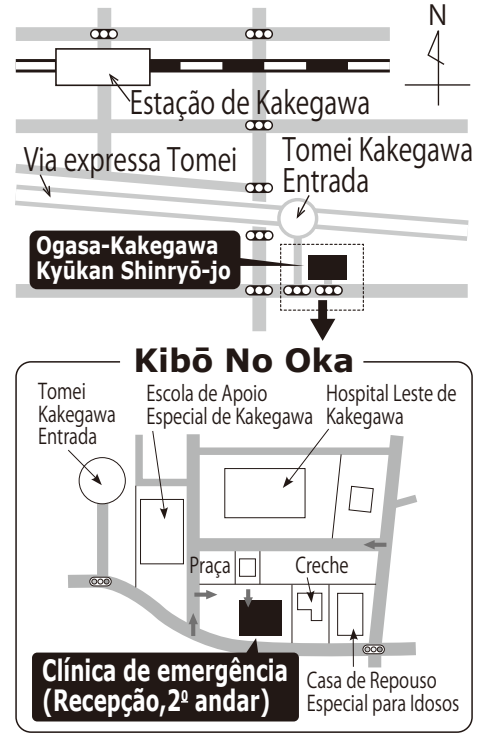 N
Estação de Kakegawa
Via expressa Tomei
Tomei Kakegawa
Entrada
Ogasa-Kakegawa
Kyūkan Shinryō-jo
Kibō No Oka
Tomei
Kakegawa
Entrada
Escola de Apoio
Especial de Kakegawa
Hospital Leste de
Kakegawa
Praça
Creche
Clínica de emergência
(Recepção,2º andar)
Casa de Repouso
Especial para Idosos